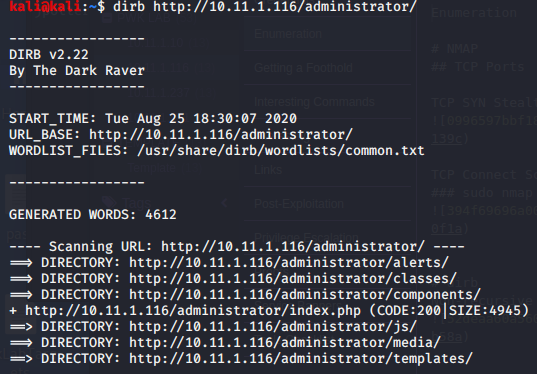 kali@kali:~$ dirb http://10.11.1.116/administrator/
-----------------
DIRB v2.22
By The Dark Raver
-----------------
START_TIME: Tue Aug 25 18:30:07 2020
URL_BASE: http://10.11.1.116/administrator/
WORDLIST_FILES: /usr/share/dirb/wordlists/common.txt
-----------------
GENERATED WORDS: 4612
---- Scanning URL: http://10.11.1.116/administrator/ ----
==> DIRECTORY: http://10.11.1.116/administrator/alerts/
==> DIRECTORY: http://10.11.1.116/administrator/classes/
==> DIRECTORY: http://10.11.1.116/administrator/components/
+ http://10.11.1.116/administrator/index.php (CODE:200|SIZE:4945)
==> DIRECTORY: http://10.11.1.116/administrator/js/
==> DIRECTORY: http://10.11.1.116/administrator/media/
==> DIRECTORY: http://10.11.1.116/administrator/templates/
Enumeration
Getting a Foothold
Interesting Commands
Links
Post Exploitation
Tags
Enumeration
# NMAP
## TCP Ports
TCP SYN Steal
TCP Connect Se
### sudo nmap